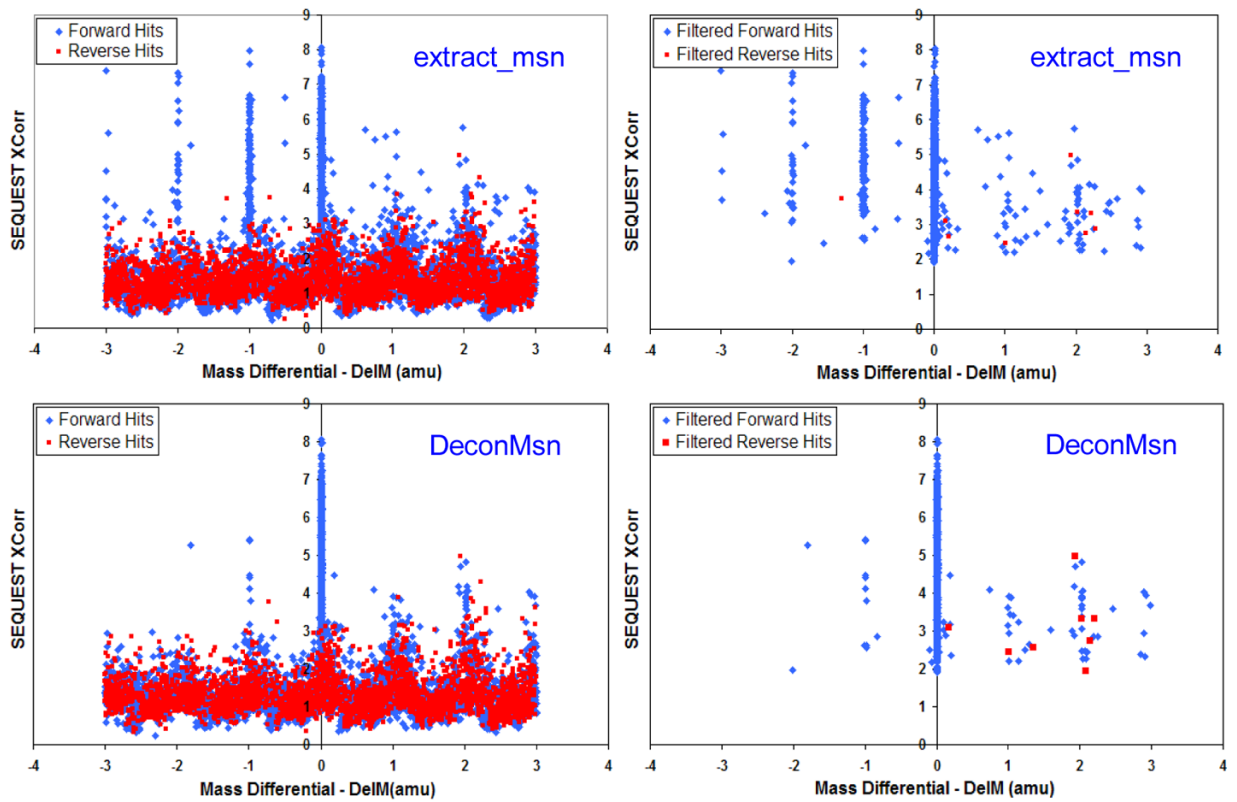 Forward Hits
Reverse Hits
extract_msn
SEQUEST XCorr
9
8
7
6
5
4
3
2
1
0
-4 -3 -2 -1 0 1 2 3 4
Mass Differential - DelM (amu)
Filtered Forward Hits
Filtered Reverse Hits
extract_msn
SEQUEST XCorr
9
8
7
6
5
4
3
2
1
0
-4 -3 -2 -1 0 1 2 3 4
Mass Differential - DelM (amu)
Forward Hits
Reverse Hits
DeconMsn
SEQUEST XCorr
9
8
7
6
5
4
3
2
1
0
-4 -3 -2 -1 0 1 2 3 4
Mass Differential - DelM(amu)
Filtered Forward Hits
Filtered Reverse Hits
DeconMsn
SEQUEST XCorr
9
8
7
6
5
4
3
2
1
0
-4 -3 -2 -1 0 1 2 3 4
Mass Differential - DelM (amu)